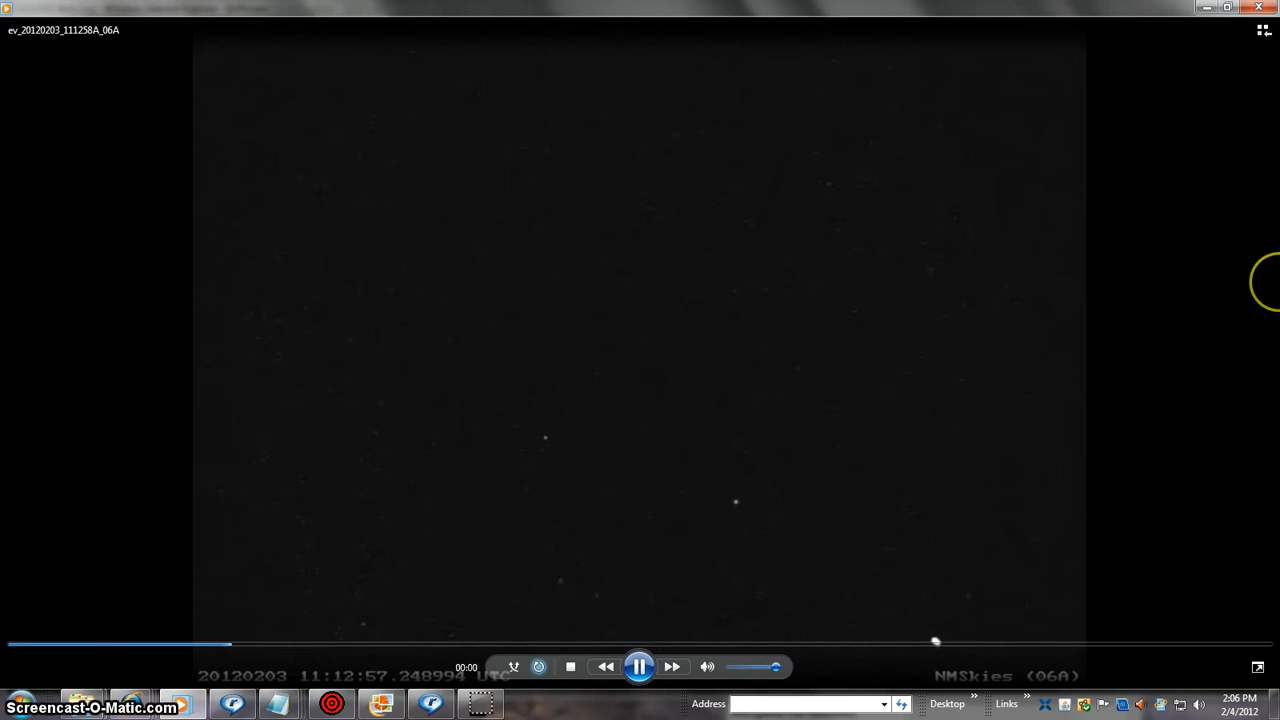 ev_20120203_111258A_06A
00:00
20120203 11:12:57.248994 UTC
NMSkies (06A)
Address
Desktop
»
Links
»
2:06 PM
2/4/2012
Screencast-O-Matic.com